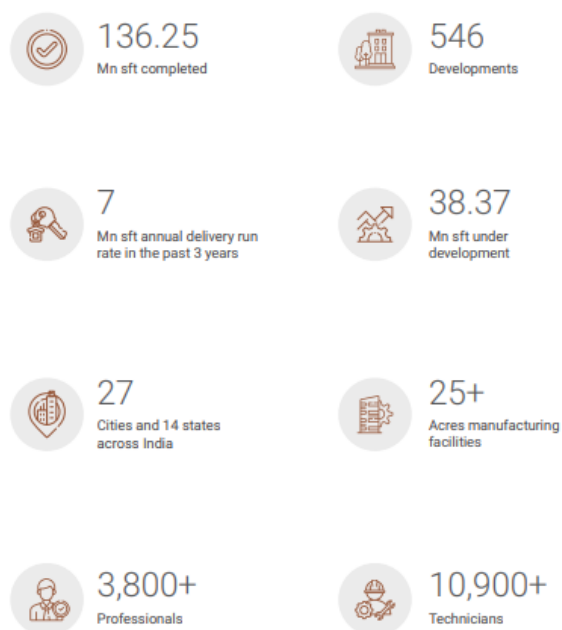 136.25
Mn sft completed
546
Developments
7
Mn sft annual delivery run
rate in the past 3 years
38.37
Mn sft under
development
27
Cities and 14 states
across India
25+
Acres manufacturing
facilities
3,800+
Professionals
10,900+
Technicians